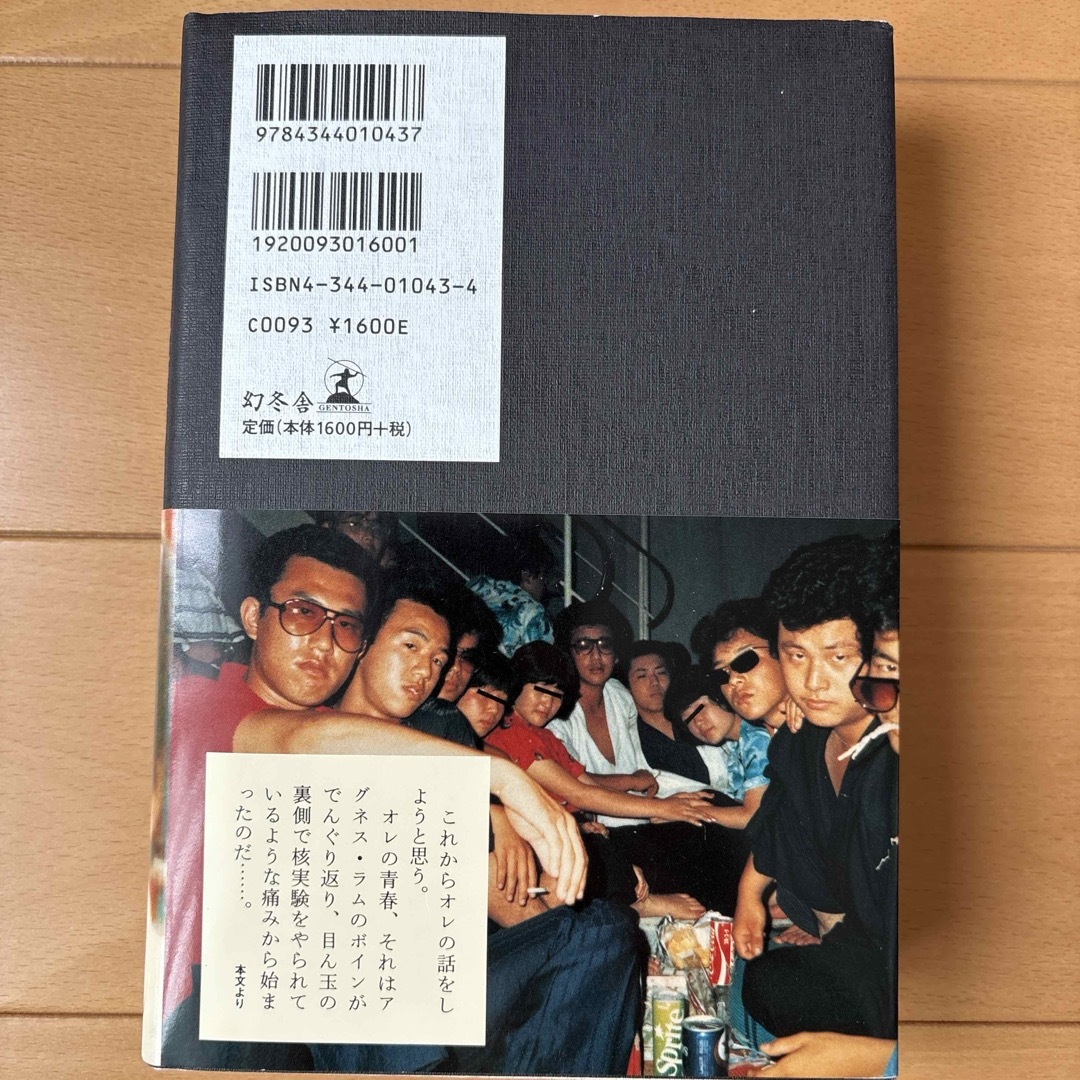 9784344010437
1920093016001
ISBN4-344-01043-4
C0093 ¥1600E
幻冬舎
GENTOSHA
定価(本体1600円+税)
これからオレの話をし
ようと思う。
オレの青春、それはア
グネス・ラムのボインが
でんぐり返り、目ん玉の
裏側で核実験をやられて
いるような痛みから始ま
ったのだ……。
本文より
Sprite